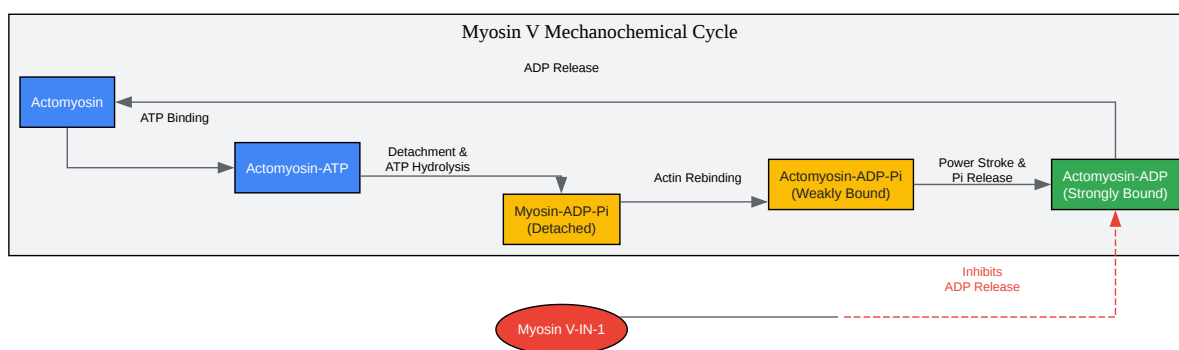 Myosin V Mechanochemical Cycle
ADP Release
Actomyosin
ATP Binding
Actomyosin-ATP
Detachment &
ATP Hydrolysis
Myosin-ADP-Pi
(Detached)
Actin Rebinding
Actomyosin-ADP-Pi
(Weakly Bound)
Power Stroke &
Pi Release
Actomyosin-ADP
(Strongly Bound)
Inhibits
ADP Release
Myosin V-IN-1